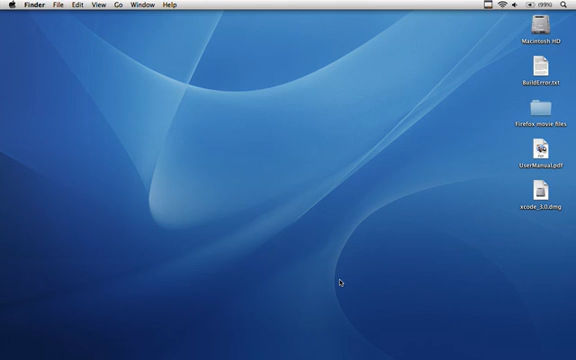 Finder File Edit View Go Window Help (99%)
Macintosh HD
BuildError.txt
Firefox movie files
UserManual.pdf
xcode_3.0.dmg